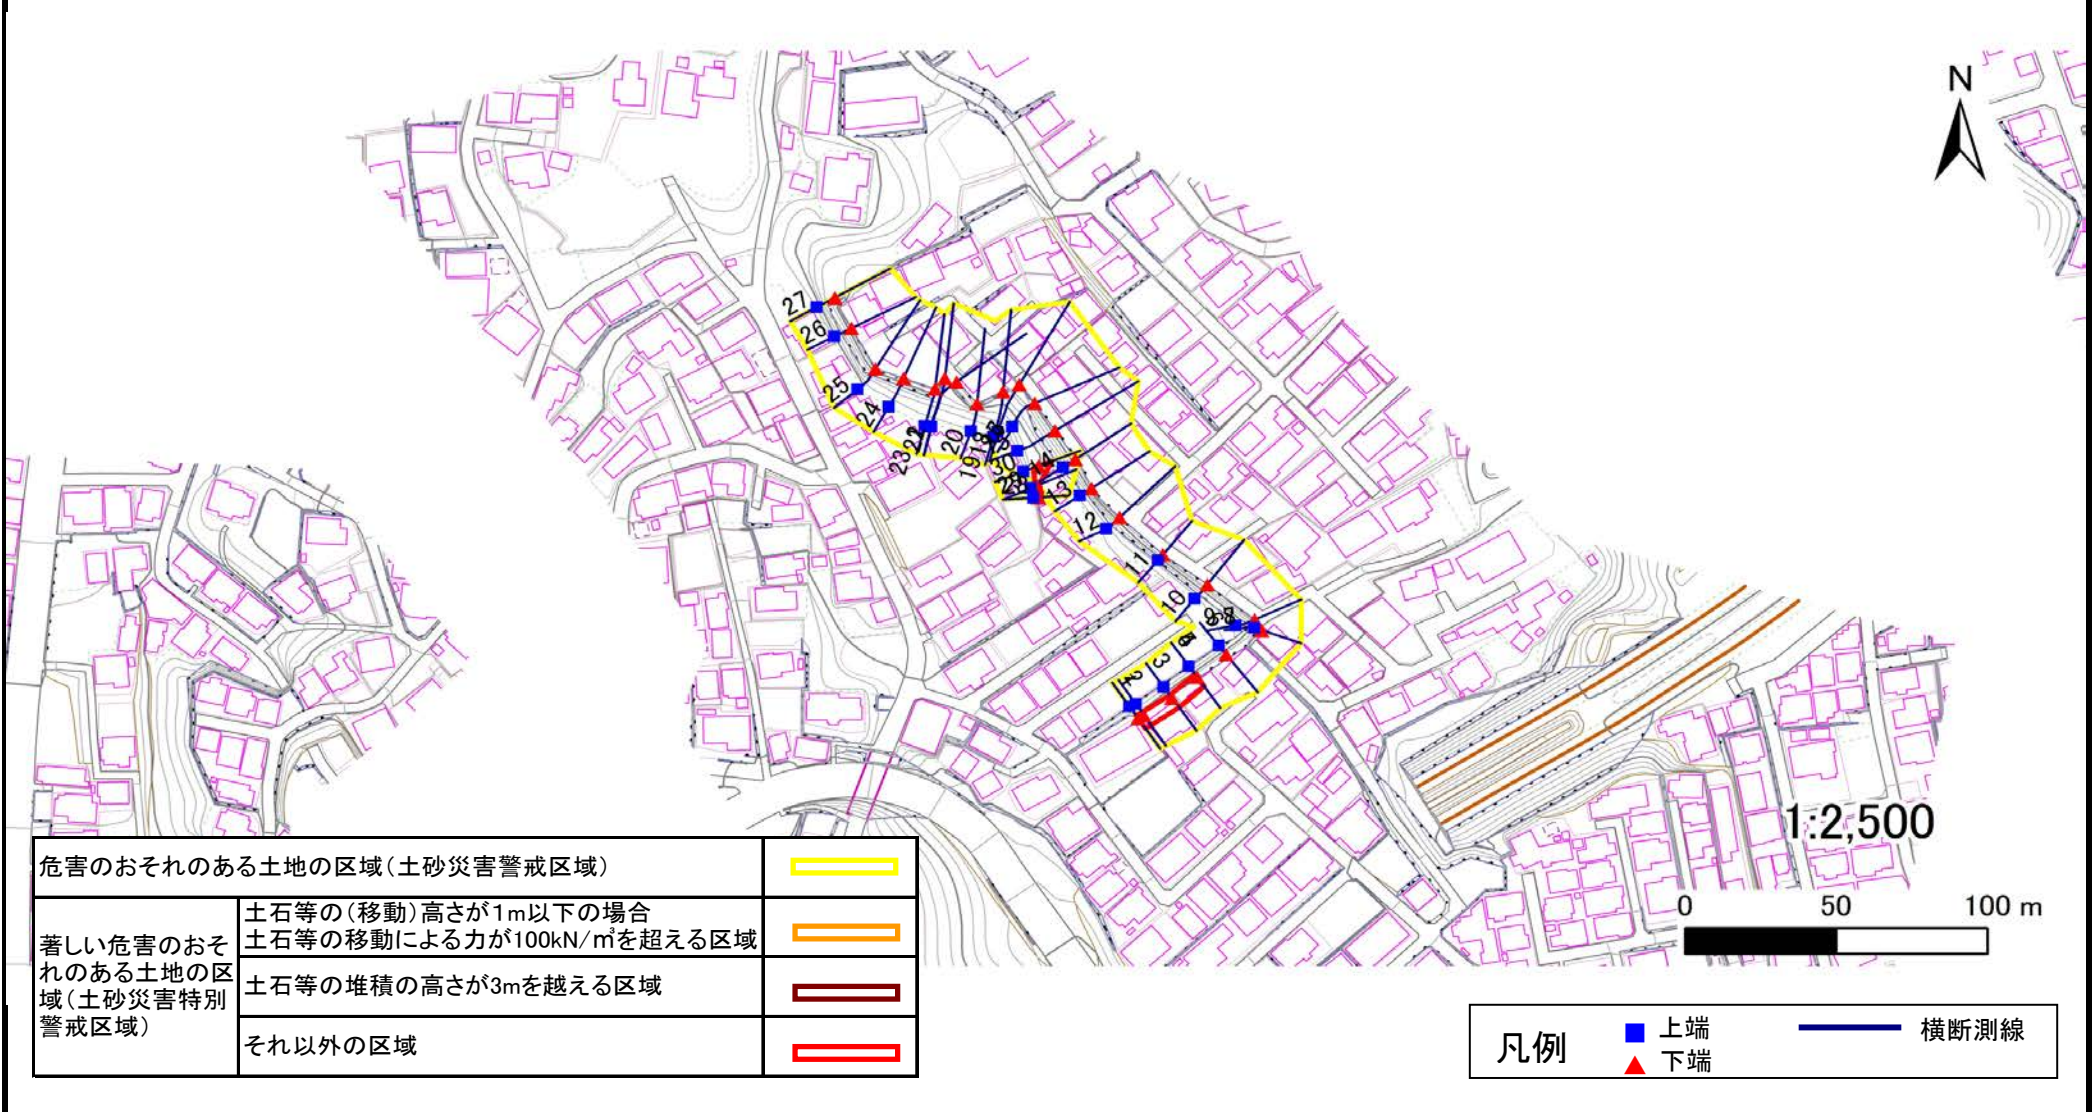 N
27
26
25
24
23
20
19
30
14
13
12
11
10
3
2
1:2,500
0 50 100 m
危害のおそれのある土地の区域(土砂災害警戒区域)
著しい危害のおそ
れのある土地の区
域(土砂災害特別
警戒区域)
土石等の(移動)高さが1m以下の場合
土石等の移動による力が100kN/㎥を超える区域
土石等の堆積の高さが3mを越える区域
それ以外の区域
凡例
上端
下端
横断測線